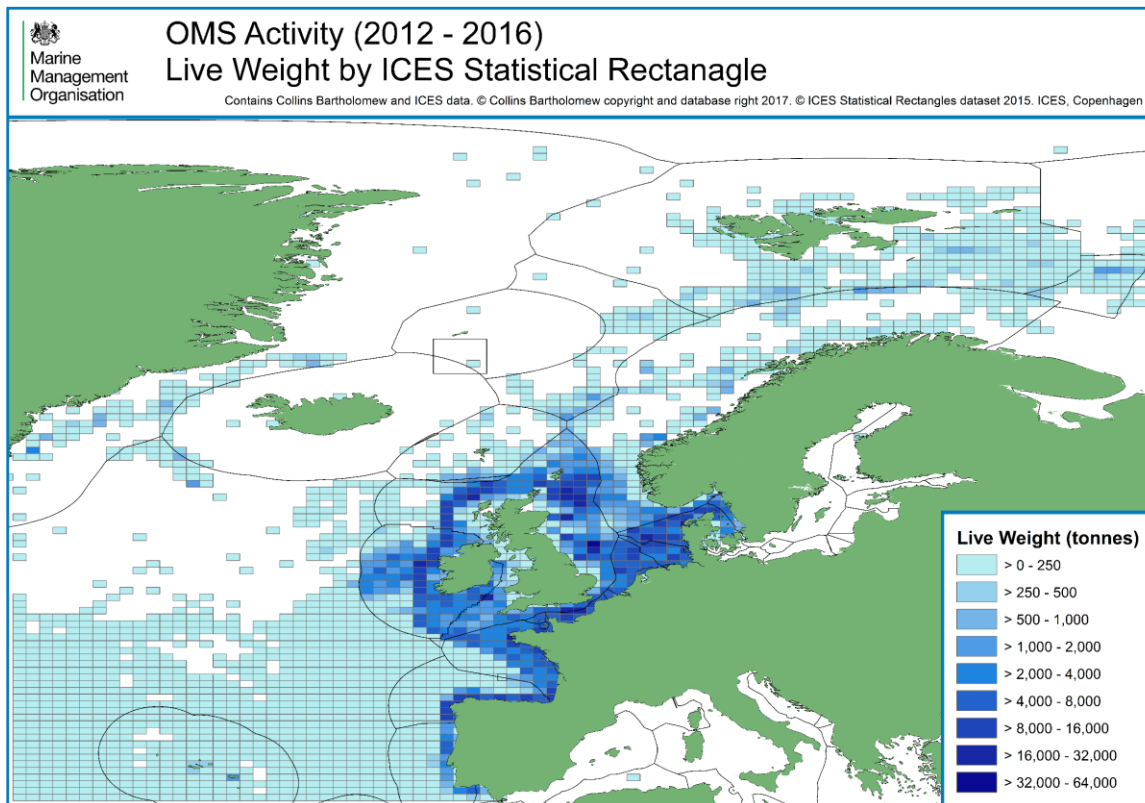 Marine
Management
Organisation
OMS Activity (2012 - 2016)
Live Weight by ICES Statistical Rectanagle
Contains Collins Bartholomew and ICES data. © Collins Bartholomew copyright and database right 2017. © ICES Statistical Rectangles dataset 2015. ICES, Copenhagen
Live Weight (tonnes)
> 0 - 250
> 250 - 500
> 500 - 1,000
> 1,000 - 2,000
> 2,000 - 4,000
> 4,000 - 8,000
> 8,000 - 16,000
> 16,000 - 32,000
> 32,000 - 64,000